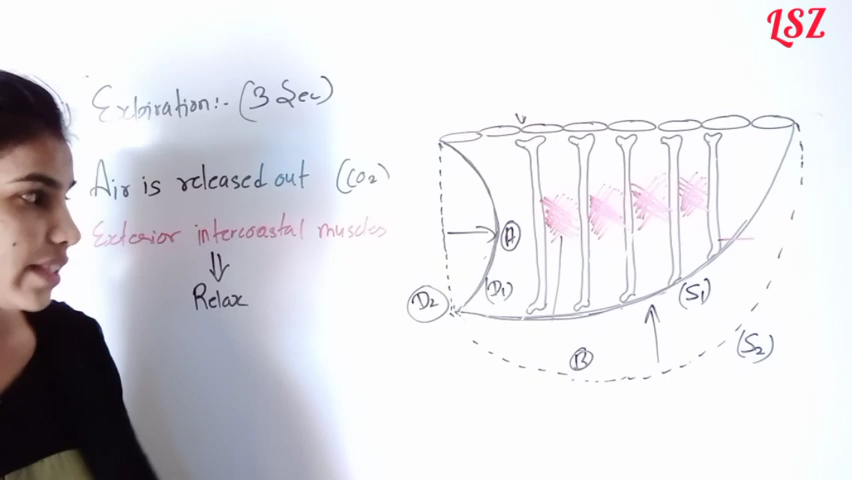 LSZ
Expiration:- (3 Sec)
Air is released out (CO2)
Exterior intercoastal muscles
⇓
Relax
A
(D1)
D2
(S1)
B
(S2)